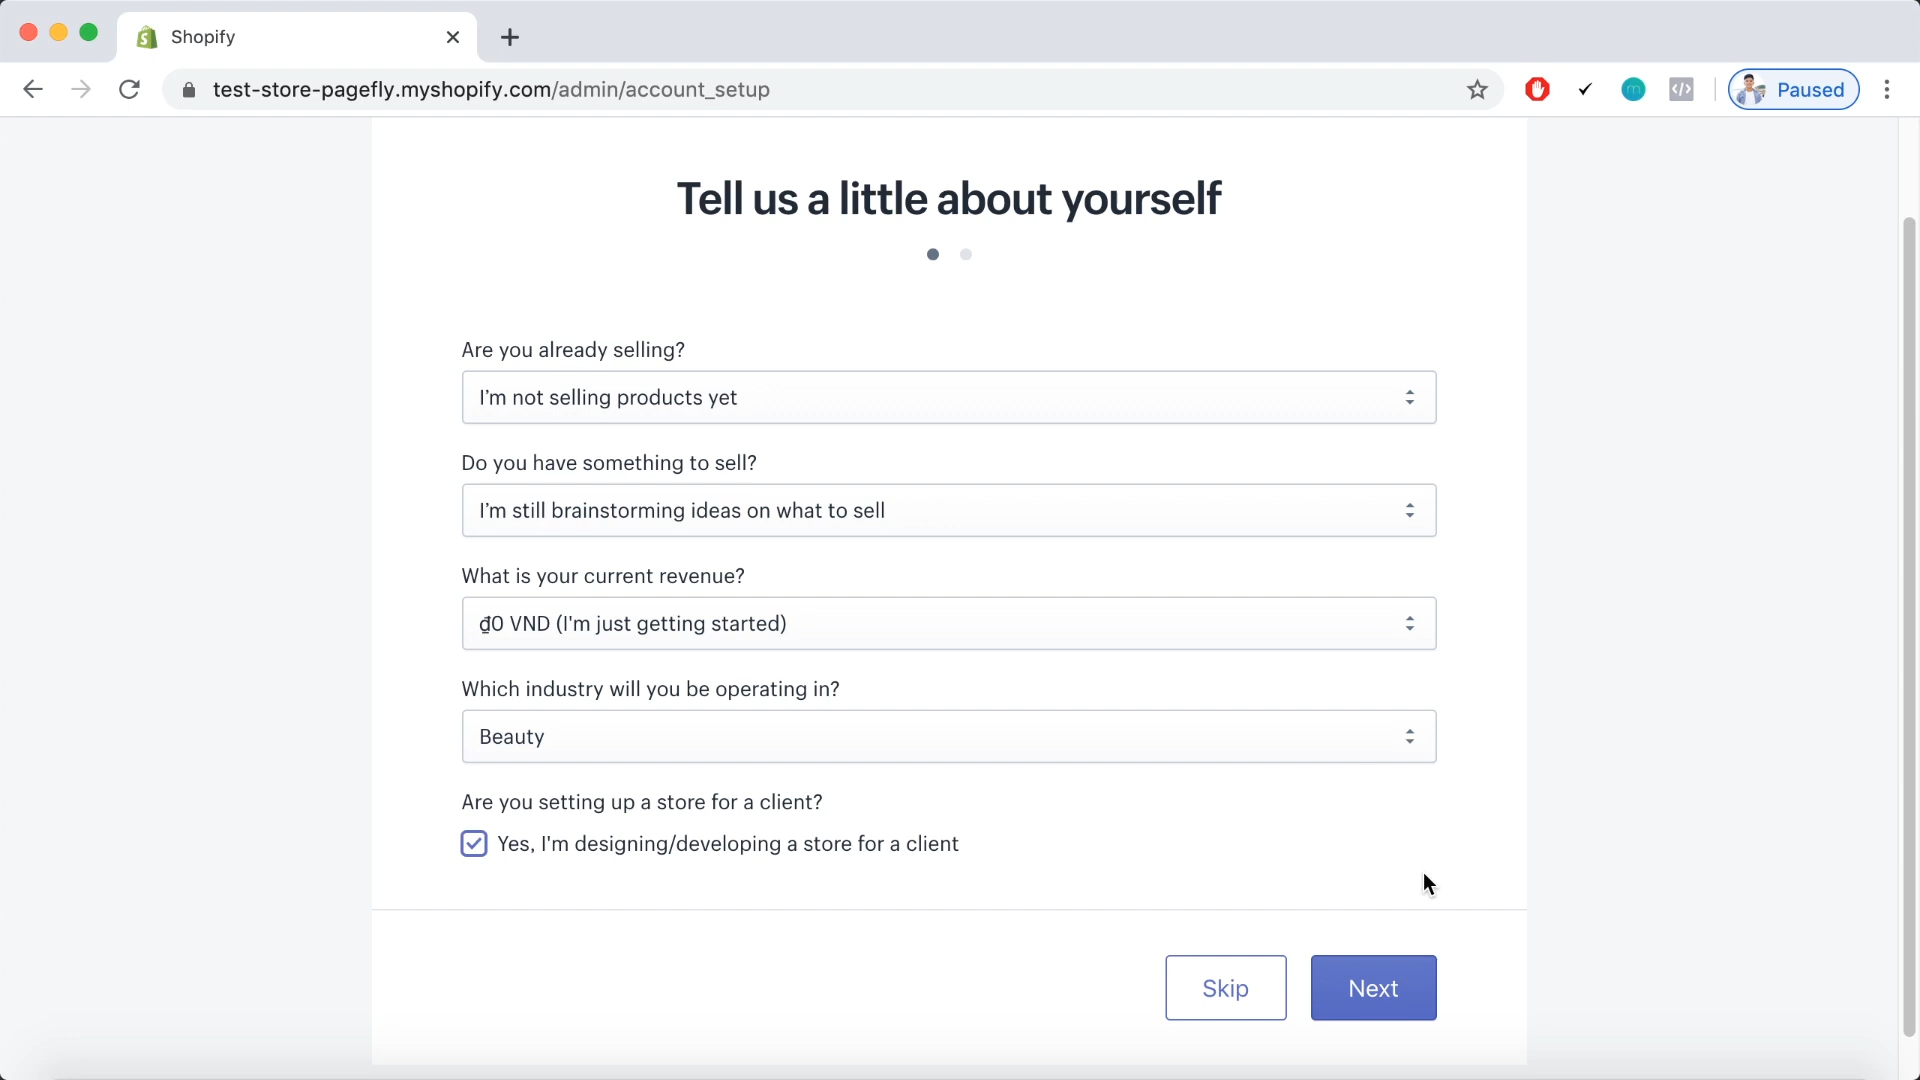 Shopify
test-store-pagefly.myshopify.com/admin/account_setup
Paused
Tell us a little about yourself
Are you already selling?
I’m not selling products yet
Do you have something to sell?
I’m still brainstorming ideas on what to sell
What is your current revenue?
₫0 VND (I'm just getting started)
Which industry will you be operating in?
Beauty
Are you setting up a store for a client?
Yes, I'm designing/developing a store for a client
Skip
Next